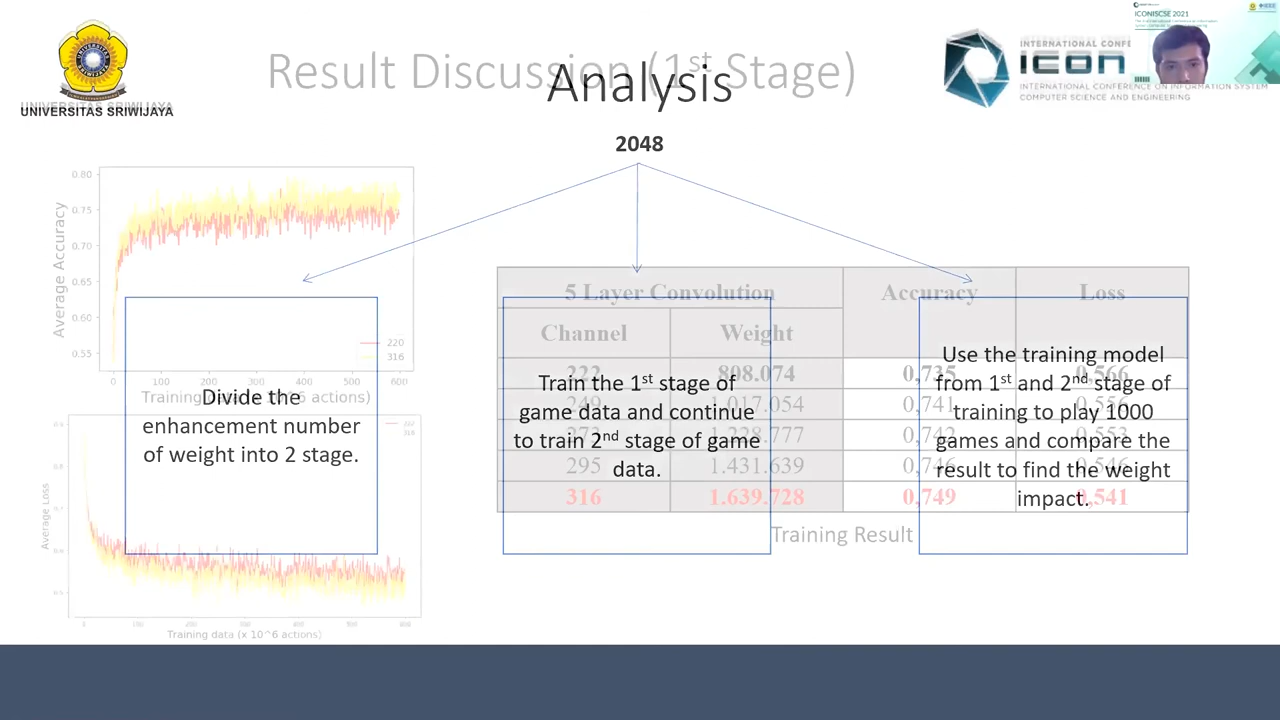 ICONISCSE 2021
Result Discussion (1st Stage)
Analysis
UNIVERSITAS SRIWIJAYA
INTERNATIONAL CONFE
icon
INTERNATIONAL CONFERENCE ON INFORMATION SYSTEM
COMPUTER SCIENCE AND ENGINEERING
2048
Average Accuracy
0.80
0.75
0.70
0.65
0.60
0.55
220
316
0 100 200 300 400 500 600
Divide the
enhancement number
of weight into 2 stage.
Average Loss
Training data (x 10^6 actions)
5 Layer Convolution Accuracy Loss
Channel Weight
222 808.074 0,735 0,566
249 1.017.054 0,741 0,556
273 1.228.777 0,742 0,553
295 1.431.639 0,746 0,546
316 1.639.728 0,749 0,541
Training Result
Train the 1st stage of
game data and continue
to train 2nd stage of game
data.
Use the training model
from 1st and 2nd stage of
training to play 1000
games and compare the
result to find the weight
impact.